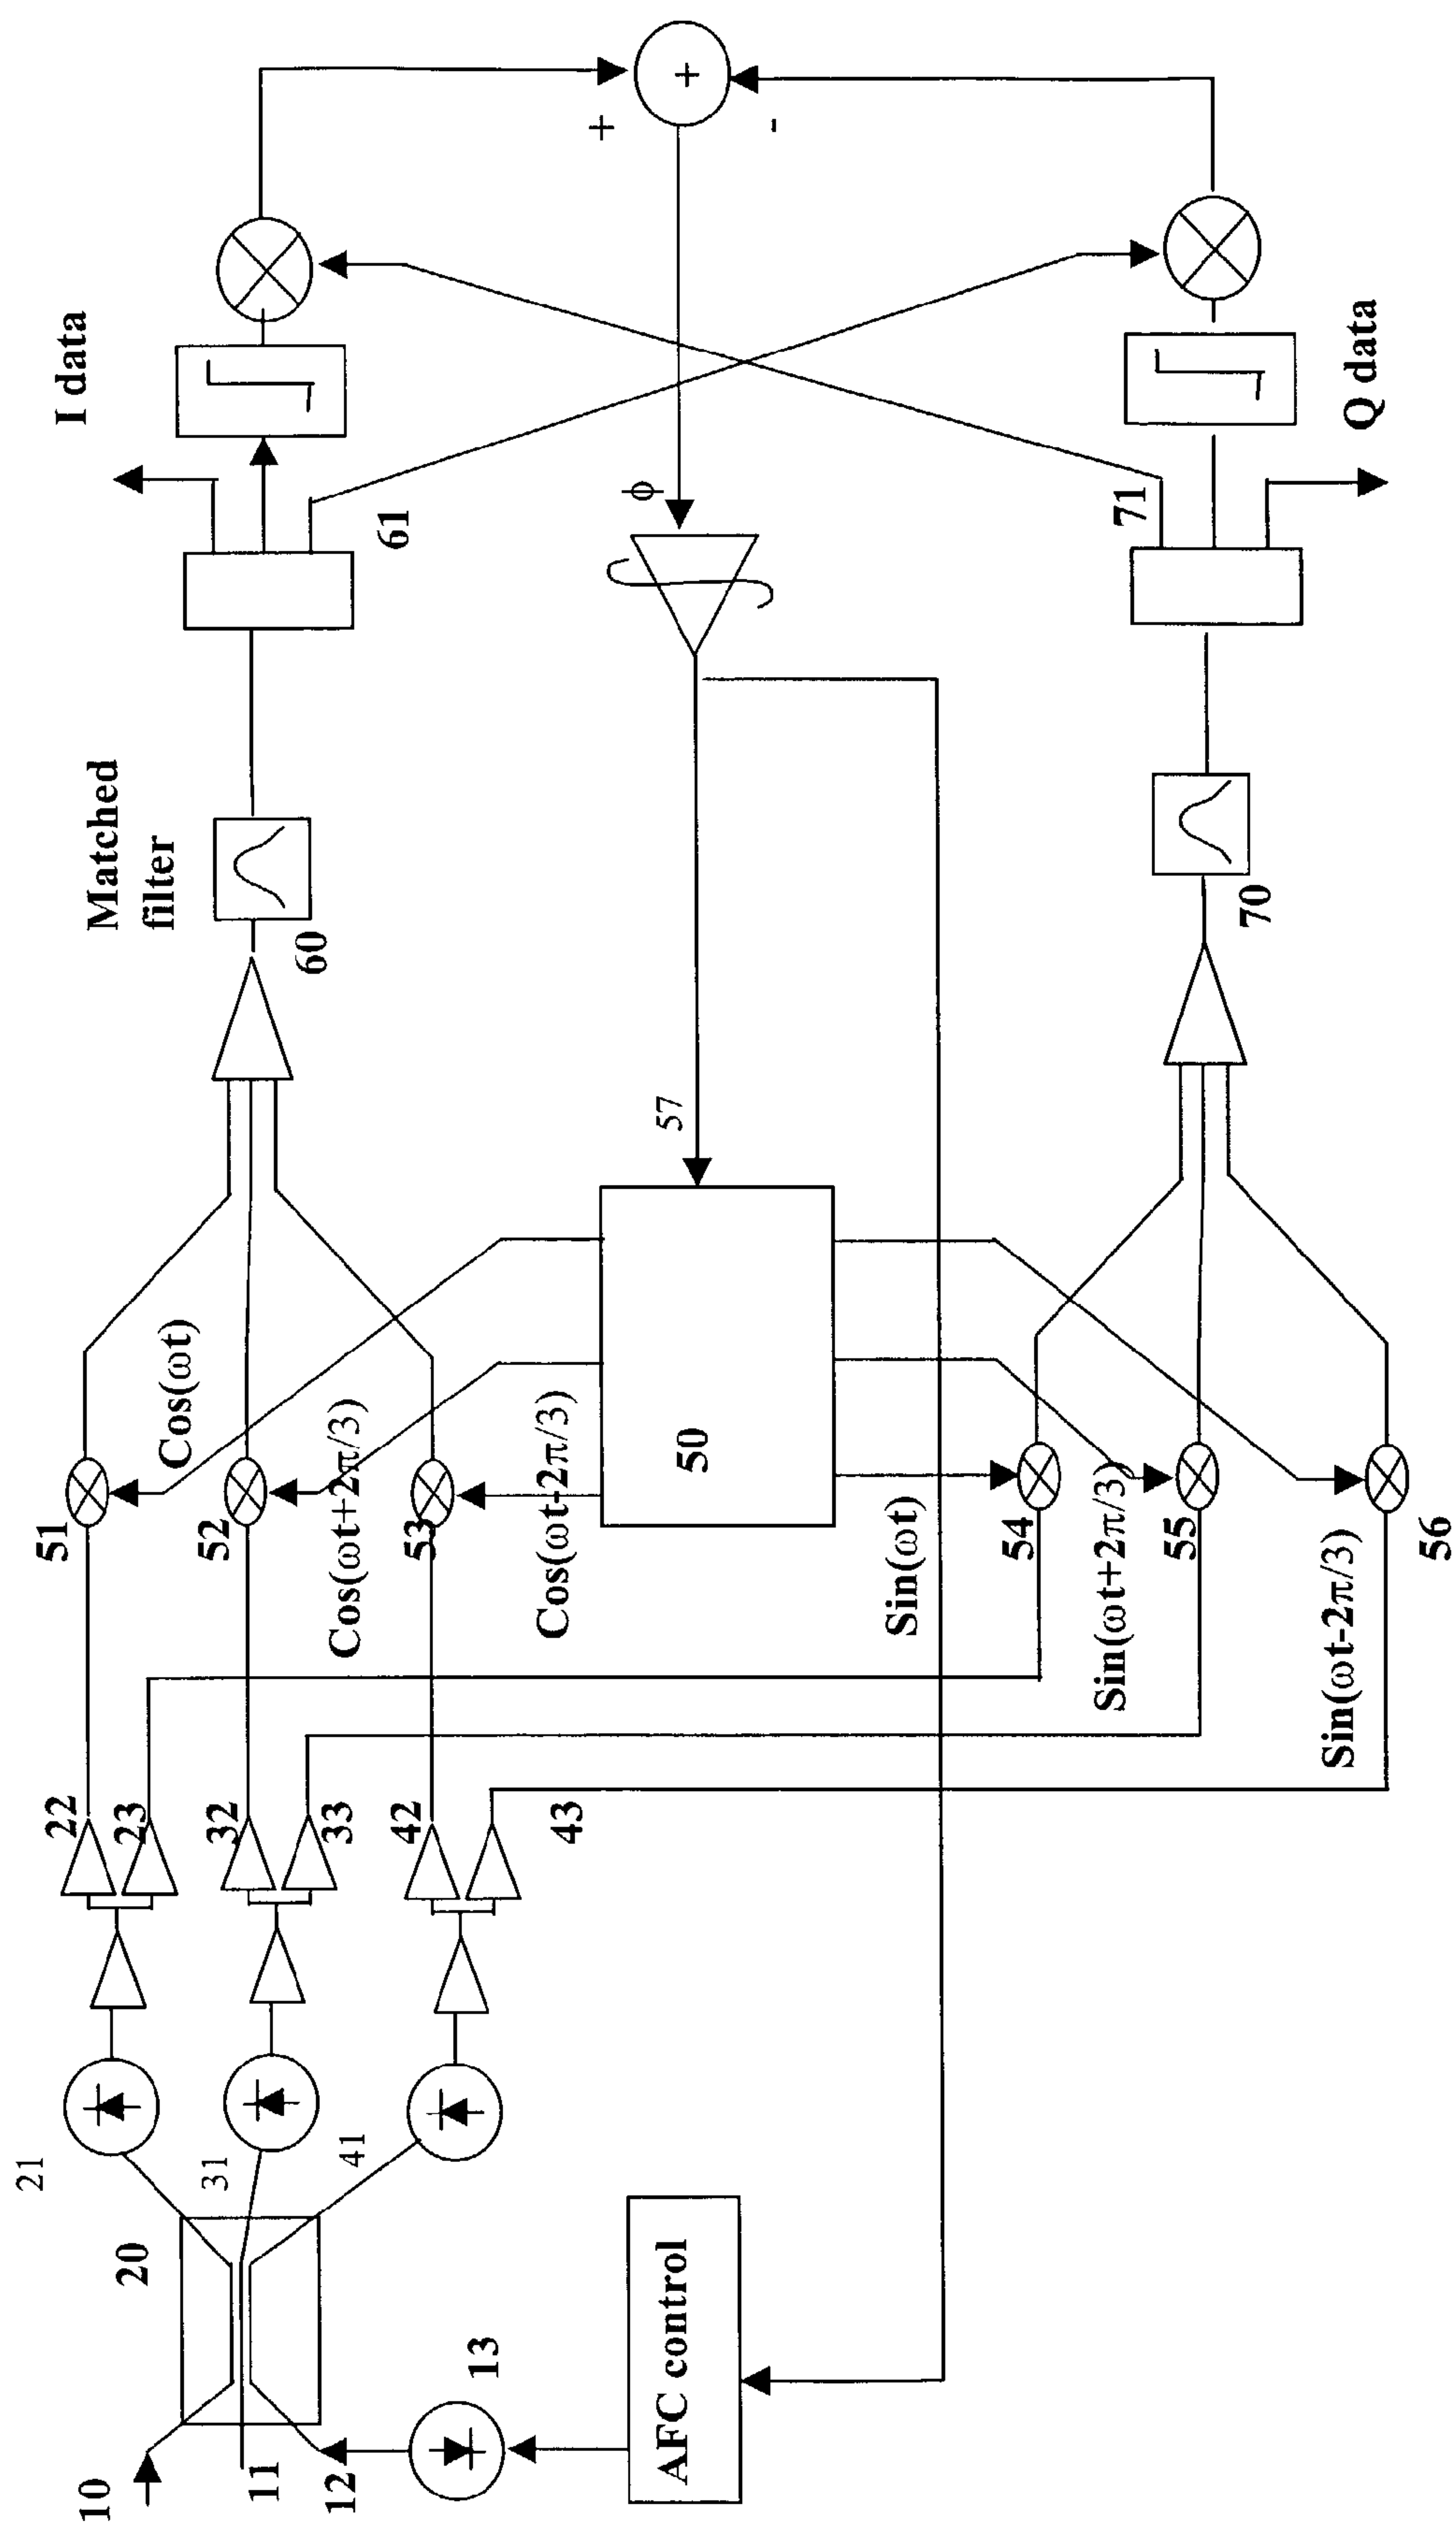 I data
+
+
-
Q data
61
ϕ
71
Matched
filter
60
70
57
Cos(ωt)
51
52
Cos(ωt+2π/3)
53
Cos(ωt-2π/3)
50
Sin(ωt)
54
Sin(ωt+2π/3)
55
Sin(ωt-2π/3)
56
22
23
32
33
42
43
21
31
41
20
10
11
12
13
AFC control